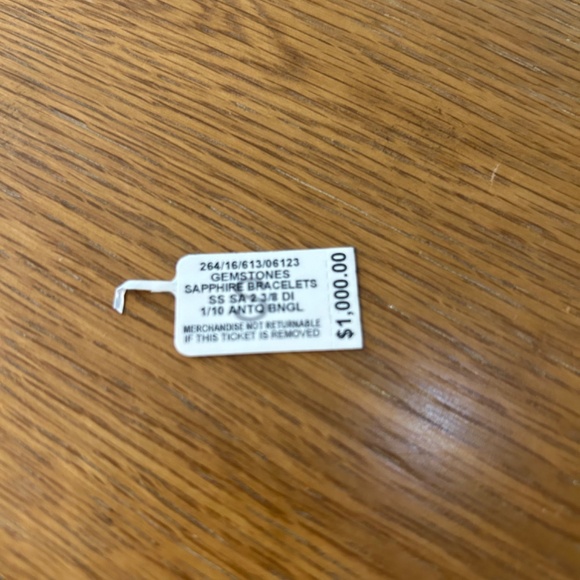 264/16/613/06123
GEMSTONES
SAPPHIRE BRACELETS
SS SA 2 3/8 DI
1/10 ANTQ BNGL
MERCHANDISE NOT RETURNABLE
IF THIS TICKET IS REMOVED
$1,000.00